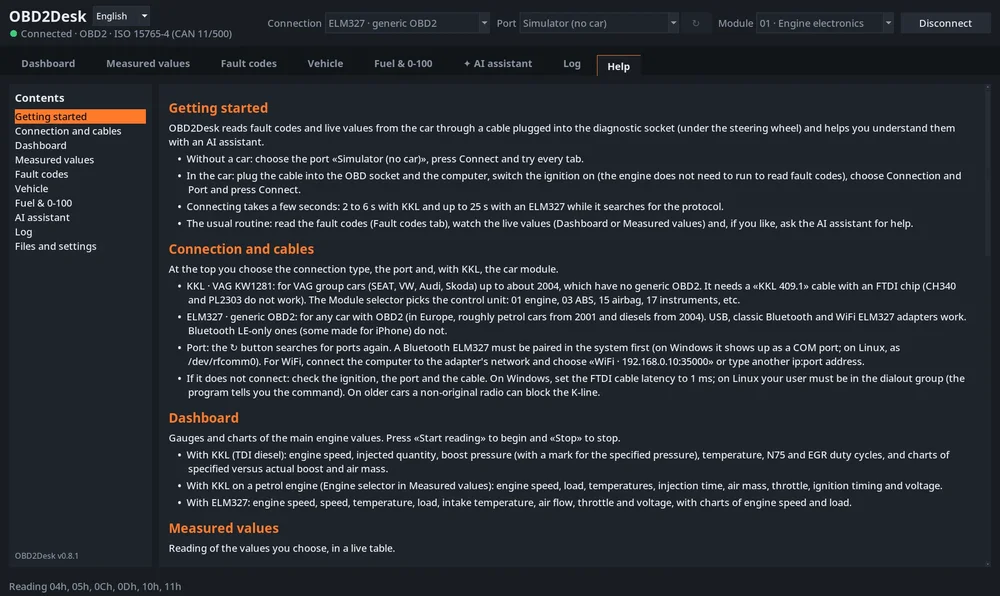 OBD2Desk English
Connection ELM327 · generic OBD2 Port Simulator (no car) ↻ Module 01 · Engine electronics Disconnect
Connected · OBD2 · ISO 15765-4 (CAN 11/500)
Dashboard Measured values Fault codes Vehicle Fuel & 0-100 ✦ AI assistant Log Help
Contents
Getting started
Connection and cables
Dashboard
Measured values
Fault codes
Vehicle
Fuel & 0-100
AI assistant
Log
Files and settings
OBD2Desk v0.8.1
Getting started
OBD2Desk reads fault codes and live values from the car through a cable plugged into the diagnostic socket (under the steering wheel) and helps you understand them
with an AI assistant.
• Without a car: choose the port «Simulator (no car)», press Connect and try every tab.
• In the car: plug the cable into the OBD socket and the computer, switch the ignition on (the engine does not need to run to read fault codes), choose Connection and
Port and press Connect.
• Connecting takes a few seconds: 2 to 6 s with KKL and up to 25 s with an ELM327 while it searches for the protocol.
• The usual routine: read the fault codes (Fault codes tab), watch the live values (Dashboard or Measured values) and, if you like, ask the AI assistant for help.
Connection and cables
At the top you choose the connection type, the port and, with KKL, the car module.
• KKL · VAG KW1281: for VAG group cars (SEAT, VW, Audi, Skoda) up to about 2004, which have no generic OBD2. It needs a «KKL 409.1» cable with an FTDI chip (CH340
and PL2303 do not work). The Module selector picks the control unit: 01 engine, 03 ABS, 15 airbag, 17 instruments, etc.
• ELM327 · generic OBD2: for any car with OBD2 (in Europe, roughly petrol cars from 2001 and diesels from 2004). USB, classic Bluetooth and WiFi ELM327 adapters work.
Bluetooth LE-only ones (some made for iPhone) do not.
• Port: the ↻ button searches for ports again. A Bluetooth ELM327 must be paired in the system first (on Windows it shows up as a COM port; on Linux, as
/dev/rfcomm0). For WiFi, connect the computer to the adapter's network and choose «WiFi · 192.168.0.10:35000» or type another ip:port address.
• If it does not connect: check the ignition, the port and the cable. On Windows, set the FTDI cable latency to 1 ms; on Linux your user must be in the dialout group (the
program tells you the command). On older cars a non-original radio can block the K-line.
Dashboard
Gauges and charts of the main engine values. Press «Start reading» to begin and «Stop» to stop.
• With KKL (TDI diesel): engine speed, injected quantity, boost pressure (with a mark for the specified pressure), temperature, N75 and EGR duty cycles, and charts of
specified versus actual boost and air mass.
• With KKL on a petrol engine (Engine selector in Measured values): engine speed, load, temperatures, injection time, air mass, throttle, ignition timing and voltage.
• With ELM327: engine speed, speed, temperature, load, intake temperature, air flow, throttle and voltage, with charts of engine speed and load.
Measured values
Reading of the values you choose, in a live table.
Reading 04h, 05h, 0Ch, 0Dh, 10h, 11h